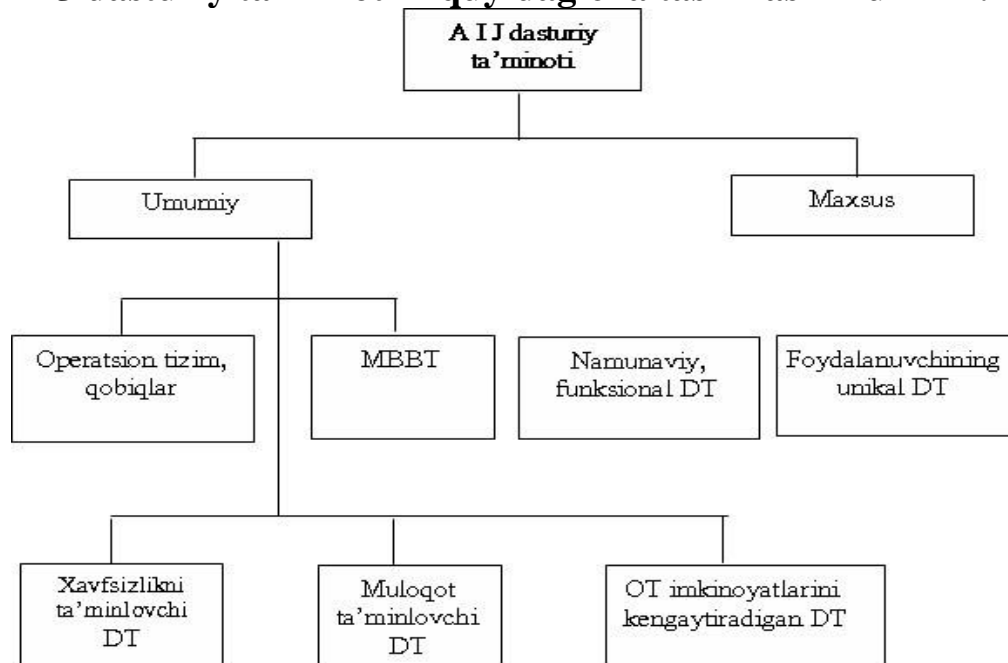 A I J dasturiy
ta’minoti
Umumiy
Maxsus
Operatsion tizim,
qobiqlar
MBBT
Namunaviy,
funksional DT
Foydalanuvchining
unikal DT
Xavfsizlikni
ta’minlovchi
DT
Muloqot
ta’minlovchi
DT
OT imkinoyatlarini
kengaytiradigan DT